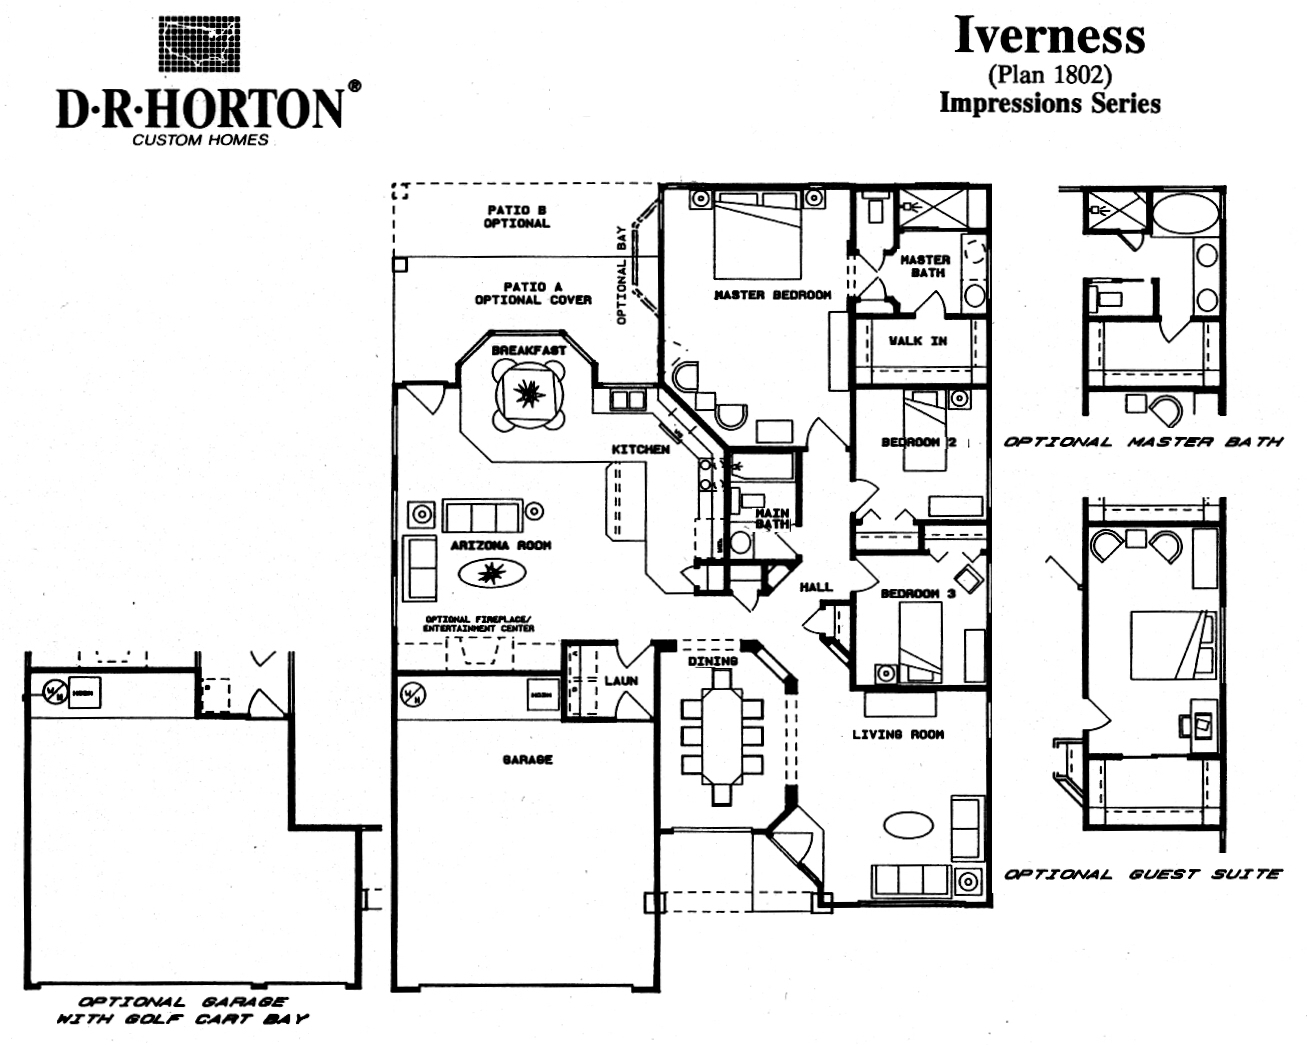 D·R·HORTON®
CUSTOM HOMES
Iverness
(Plan 1802)
Impressions Series
PATIO B
OPTIONAL
OPTIONAL BAY
PATIO A
OPTIONAL COVER
BREAKFAST
MASTER BEDROOM
MASTER
BATH
WALK IN
KITCHEN
BEDROOM 2
OPTIONAL MASTER BATH
MAIN
BATH
ARIZONA ROOM
HALL
BEDROOM 3
OPTIONAL FIREPLACE/
ENTERTAINMENT CENTER
DINING
LAUN
W/H
W/H
LIVING ROOM
GARAGE
OPTIONAL GUEST SUITE
OPTIONAL GARAGE
WITH GOLF CART BAY